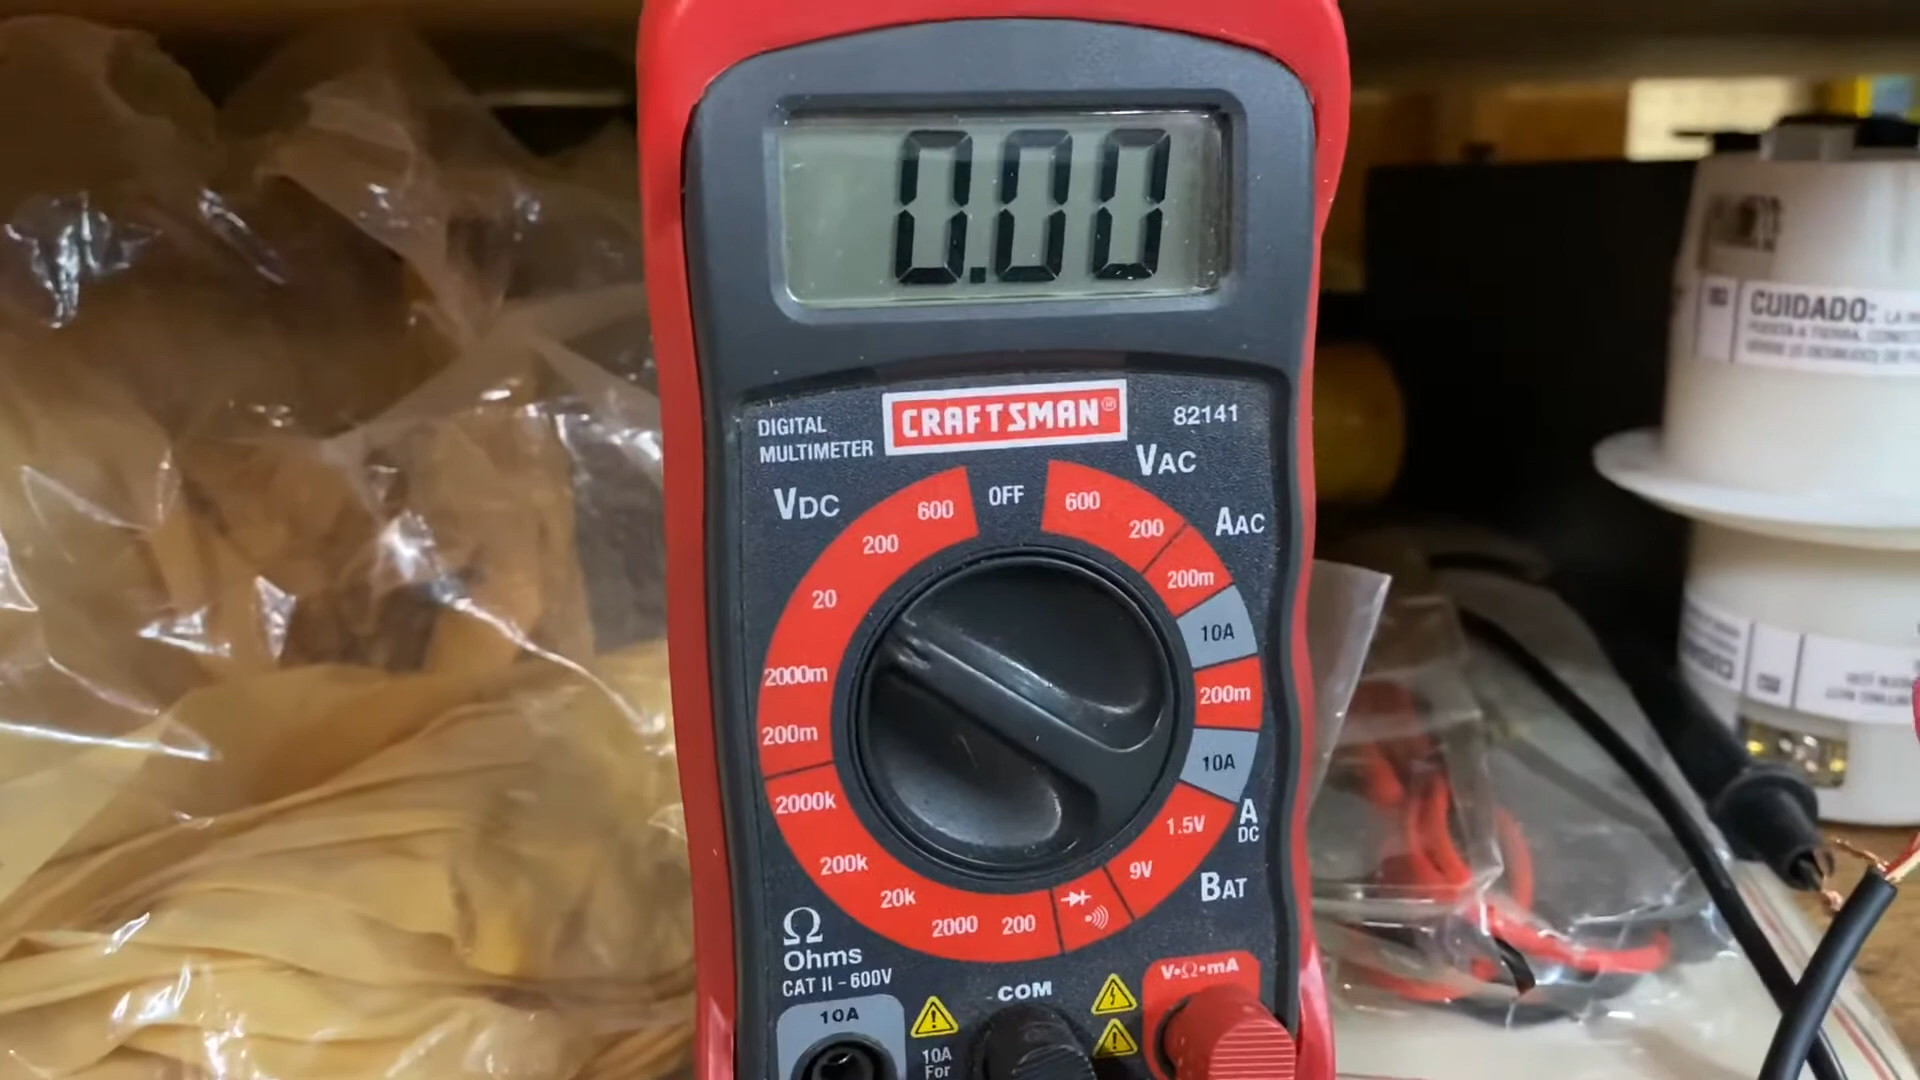 0.00
DIGITAL
MULTIMETER
CRAFTSMAN®
82141
VDC
OFF
VAC
600
200
20
2000m
200m
600
200
AAC
200m
10A
200m
10A
A
DC
1.5V
9V
BAT
2000k
200k
20k
2000
200
Ω
Ohms
CAT II - 600V
10A
10A
For
COM
V•Ω•mA
CUIDADO: